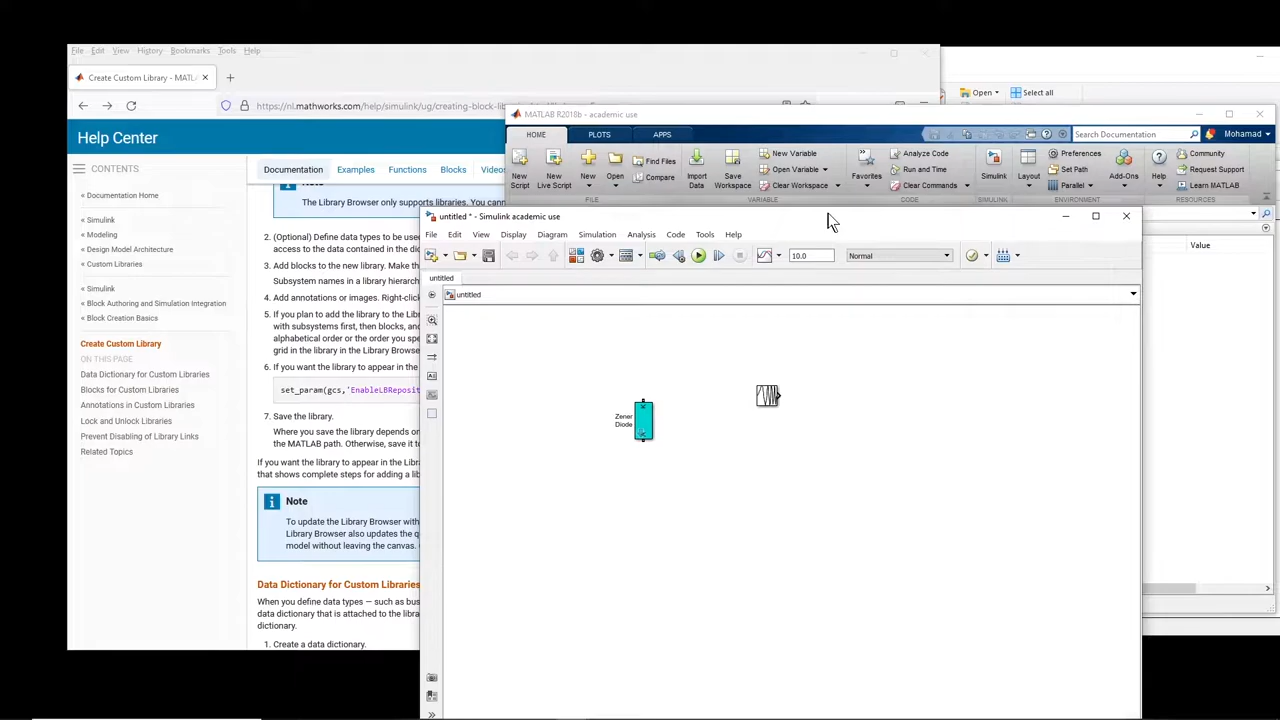 File Edit View History Bookmarks Tools Help
Create Custom Library - MATL
https://nl.mathworks.com/help/simulink/ug/creating-block-
Help Center
CONTENTS
« Documentation Home
« Simulink
« Modeling
« Design Model Architecture
« Custom Libraries
« Simulink
« Block Authoring and Simulation Integration
« Block Creation Basics
Create Custom Library
ON THIS PAGE
Data Dictionary for Custom Libraries
Blocks for Custom Libraries
Annotations in Custom Libraries
Lock and Unlock Libraries
Prevent Disabling of Library Links
Related Topics
Documentation Examples Functions Blocks Videos
Note
The Library Browser only supports libraries. You cann
2. (Optional) Define data types to be used
access to the data contained in the dic
3. Add blocks to the new library. Make th
Subsystem names in a library hierarch
4. Add annotations or images. Right-click
5. If you plan to add the library to the Lib
with subsystems first, then blocks, and
alphabetical order or the order you spe
grid in the library in the Library Browse
6. If you want the library to appear in the
set_param(gcs,'EnableLBReposit
7. Save the library.
Where you save the library depends on
the MATLAB path. Otherwise, save it to
If you want the library to appear in the Libra
that shows complete steps for adding a lib
Note
To update the Library Browser with
Library Browser also updates the q
model without leaving the canvas.
Data Dictionary for Custom Libraries
When you define data types — such as bus
data dictionary that is attached to the librar
dictionary.
1. Create a data dictionary.
Open Select all
MATLAB R2018b - academic use
HOME PLOTS APPS
Search Documentation Mohamad
New Script
New Live Script
New
Open
Find Files
Compare
Import Data
Save Workspace
New Variable
Open Variable
Clear Workspace
Favorites
Analyze Code
Run and Time
Clear Commands
Simulink
Layout
Preferences
Set Path
Parallel
Add-Ons
Help
Community
Request Support
Learn MATLAB
FILE VARIABLE CODE SIMULINK ENVIRONMENT RESOURCES
Value
untitled * - Simulink academic use
File Edit View Display Diagram Simulation Analysis Code Tools Help
10.0 Normal
untitled
untitled
Zener
Diode